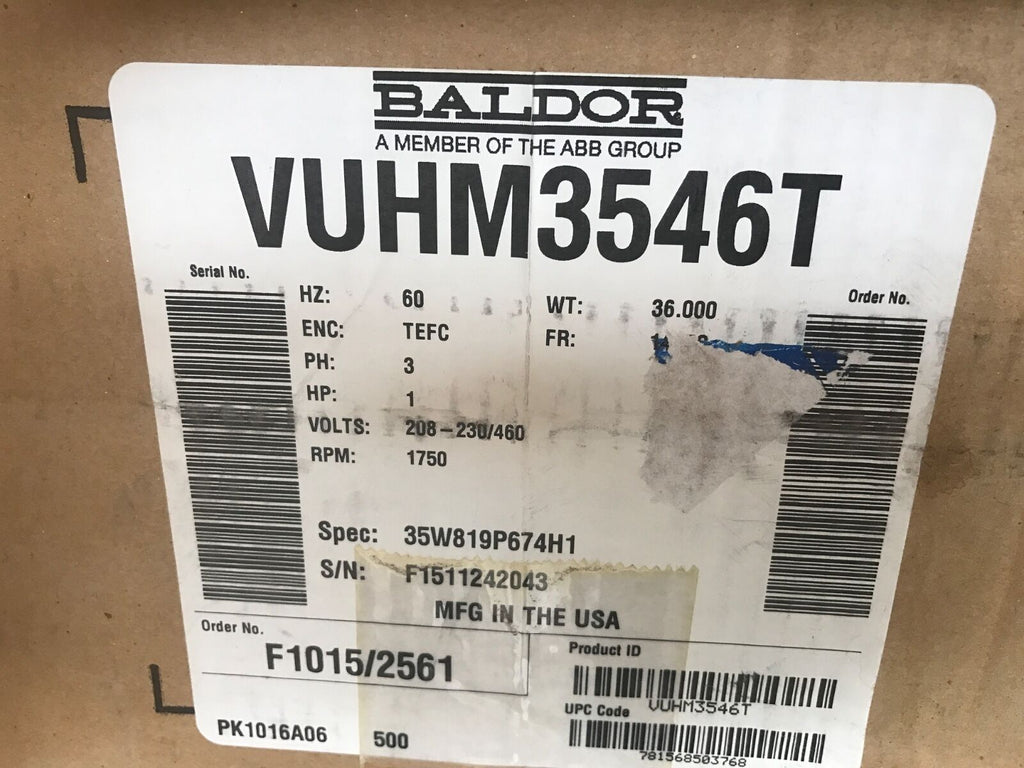 BALDOR
A MEMBER OF THE ABB GROUP
VUHM3546T
Serial No.
Order No.
HZ: 60
WT: 36.000
ENC: TEFC
FR:
PH: 3
HP: 1
VOLTS: 208-230/460
RPM: 1750
Spec: 35W819P674H1
S/N: F1511242043
MFG IN THE USA
Order No.
F1015/2561
Product ID
VUHM3546T
UPC Code
781568503768
PK1016A06 500